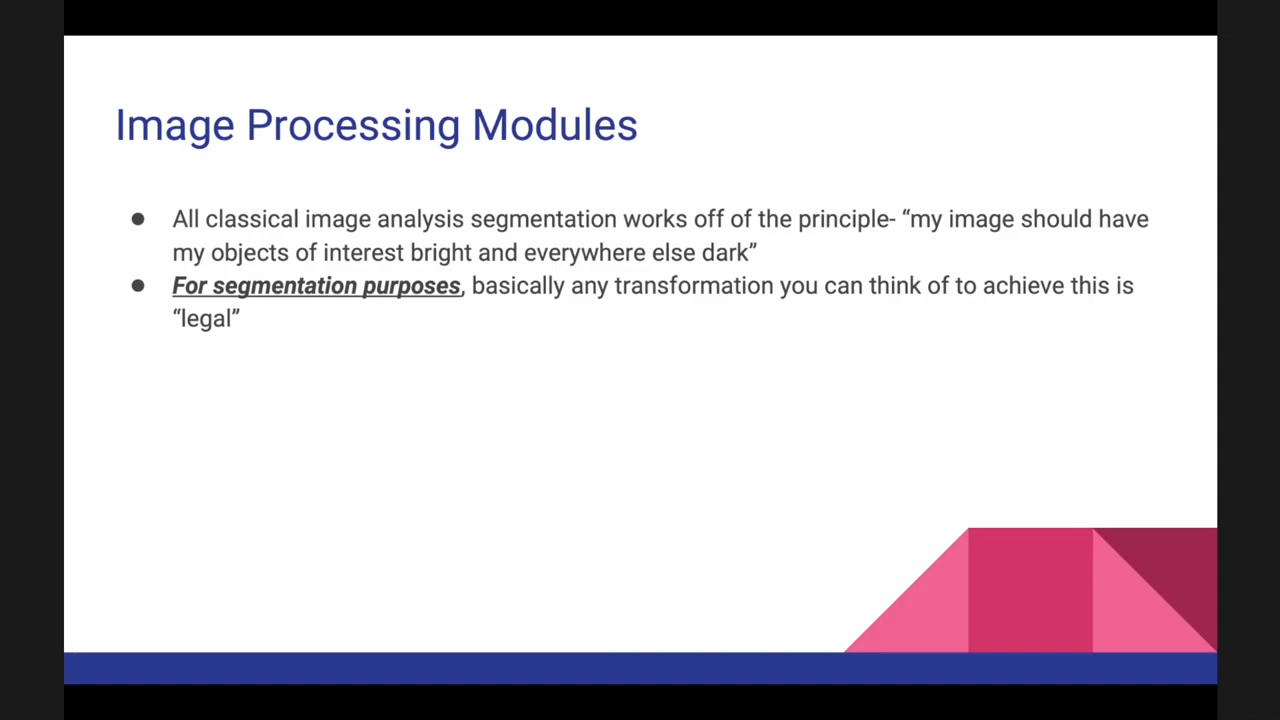 Image Processing Modules
● All classical image analysis segmentation works off of the principle- “my image should have
my objects of interest bright and everywhere else dark”
● For segmentation purposes, basically any transformation you can think of to achieve this is
“legal”